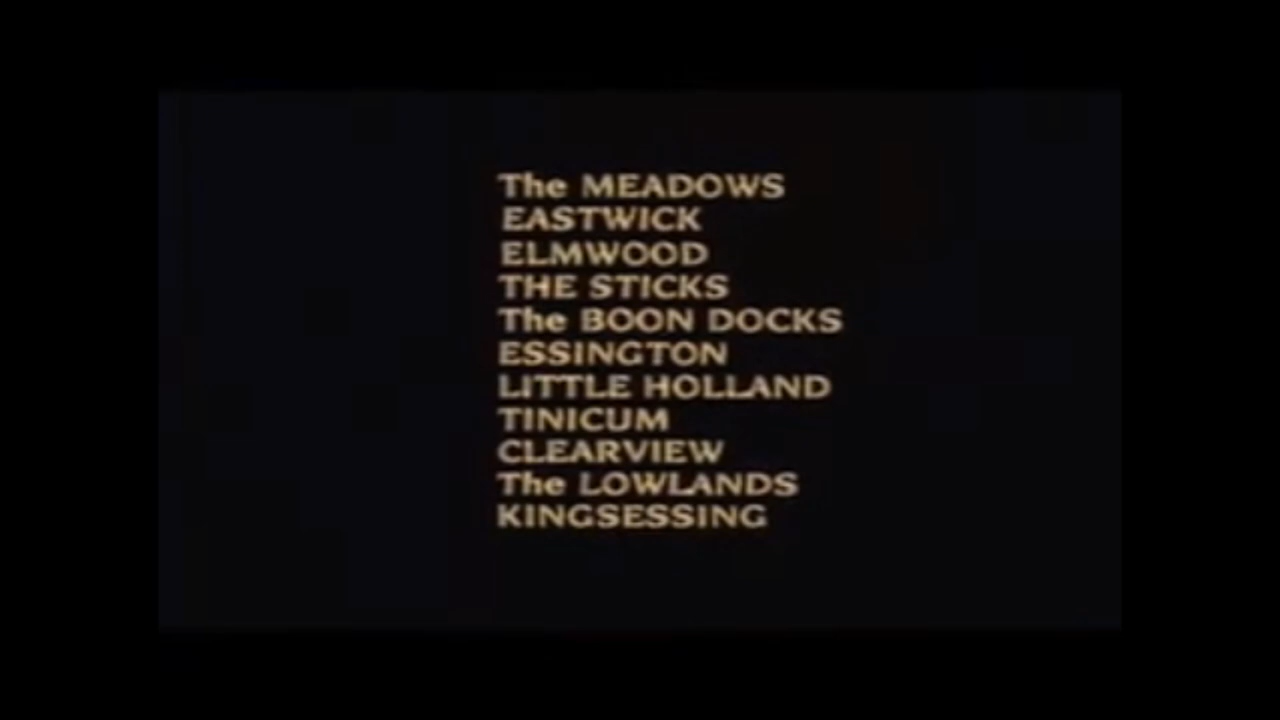 The MEADOWS
EASTWICK
ELMWOOD
THE STICKS
The BOON DOCKS
ESSINGTON
LITTLE HOLLAND
TINICUM
CLEARVIEW
The LOWLANDS
KINGSESSING